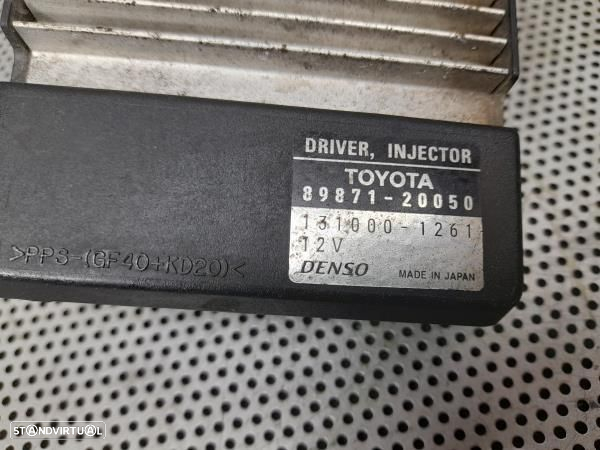 DRIVER, INJECTOR
TOYOTA
89871-20050
131000-1261
12V
DENSO MADE IN JAPAN
>PPS-(GF40+KD20)<
STANDVIRTUAL